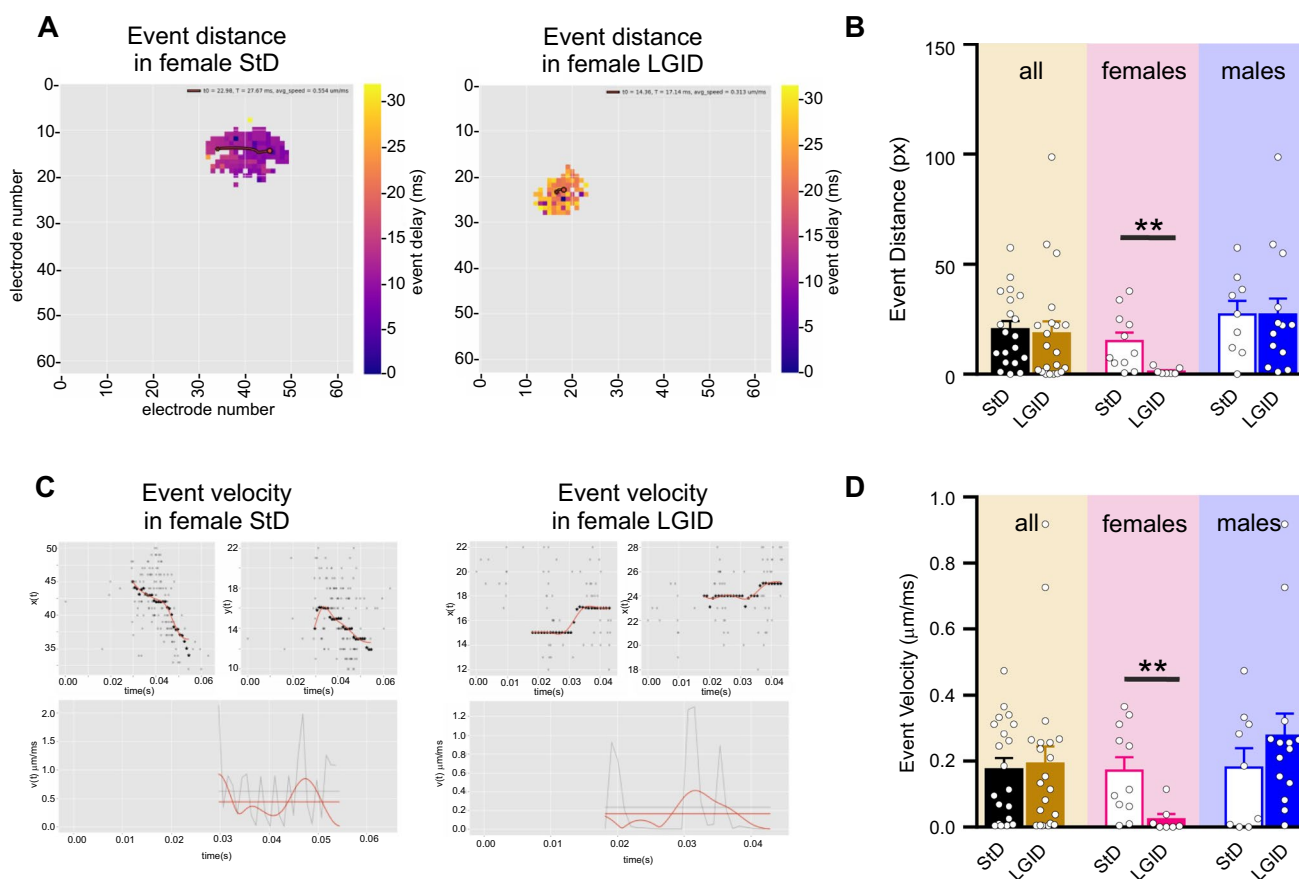 A
Event distance
in female StD
t0 = 22.98, T = 27.67 ms, avg_speed = 0.554 um/ms
electrode number
0
10
20
30
40
50
60
0
10
20
30
40
50
60
electrode number
-30
-25
-20
-15
-10
-5
-0
event delay (ms)
Event distance
in female LGID
t0 = 14.36, T = 17.14 ms, avg_speed = 0.313 um/ms
0
10
20
30
40
50
60
0
10
20
30
40
50
60
-30
-25
-20
-15
-10
-5
-0
event delay (ms)
B
Event Distance (px)
150
100
50
0
all
females
males
**
StD
LGID
StD
LGID
StD
LGID
C
Event velocity
in female StD
x(t)
50
45
40
35
0.00
0.02
0.04
0.06
time(s)
y(t)
22
20
18
16
14
12
10
0.00
0.02
0.04
0.06
time(s)
v(t) μm/ms
2.0
1.5
1.0
0.5
0.0
0.00
0.01
0.02
0.03
0.04
0.05
0.06
time(s)
Event velocity
in female LGID
x(t)
22
20
18
16
14
12
0.00
0.01
0.02
0.03
0.04
time(s)
x(t)
28
26
24
22
20
18
0.00
0.01
0.02
0.03
0.04
time(s)
v(t) μm/ms
1.2
1.0
0.8
0.6
0.4
0.2
0.0
0.00
0.01
0.02
0.03
0.04
time(s)
D
Event Velocity (μm/ms)
1.0
0.8
0.6
0.4
0.2
0.0
all
females
males
**
StD
LGID
StD
LGID
StD
LGID